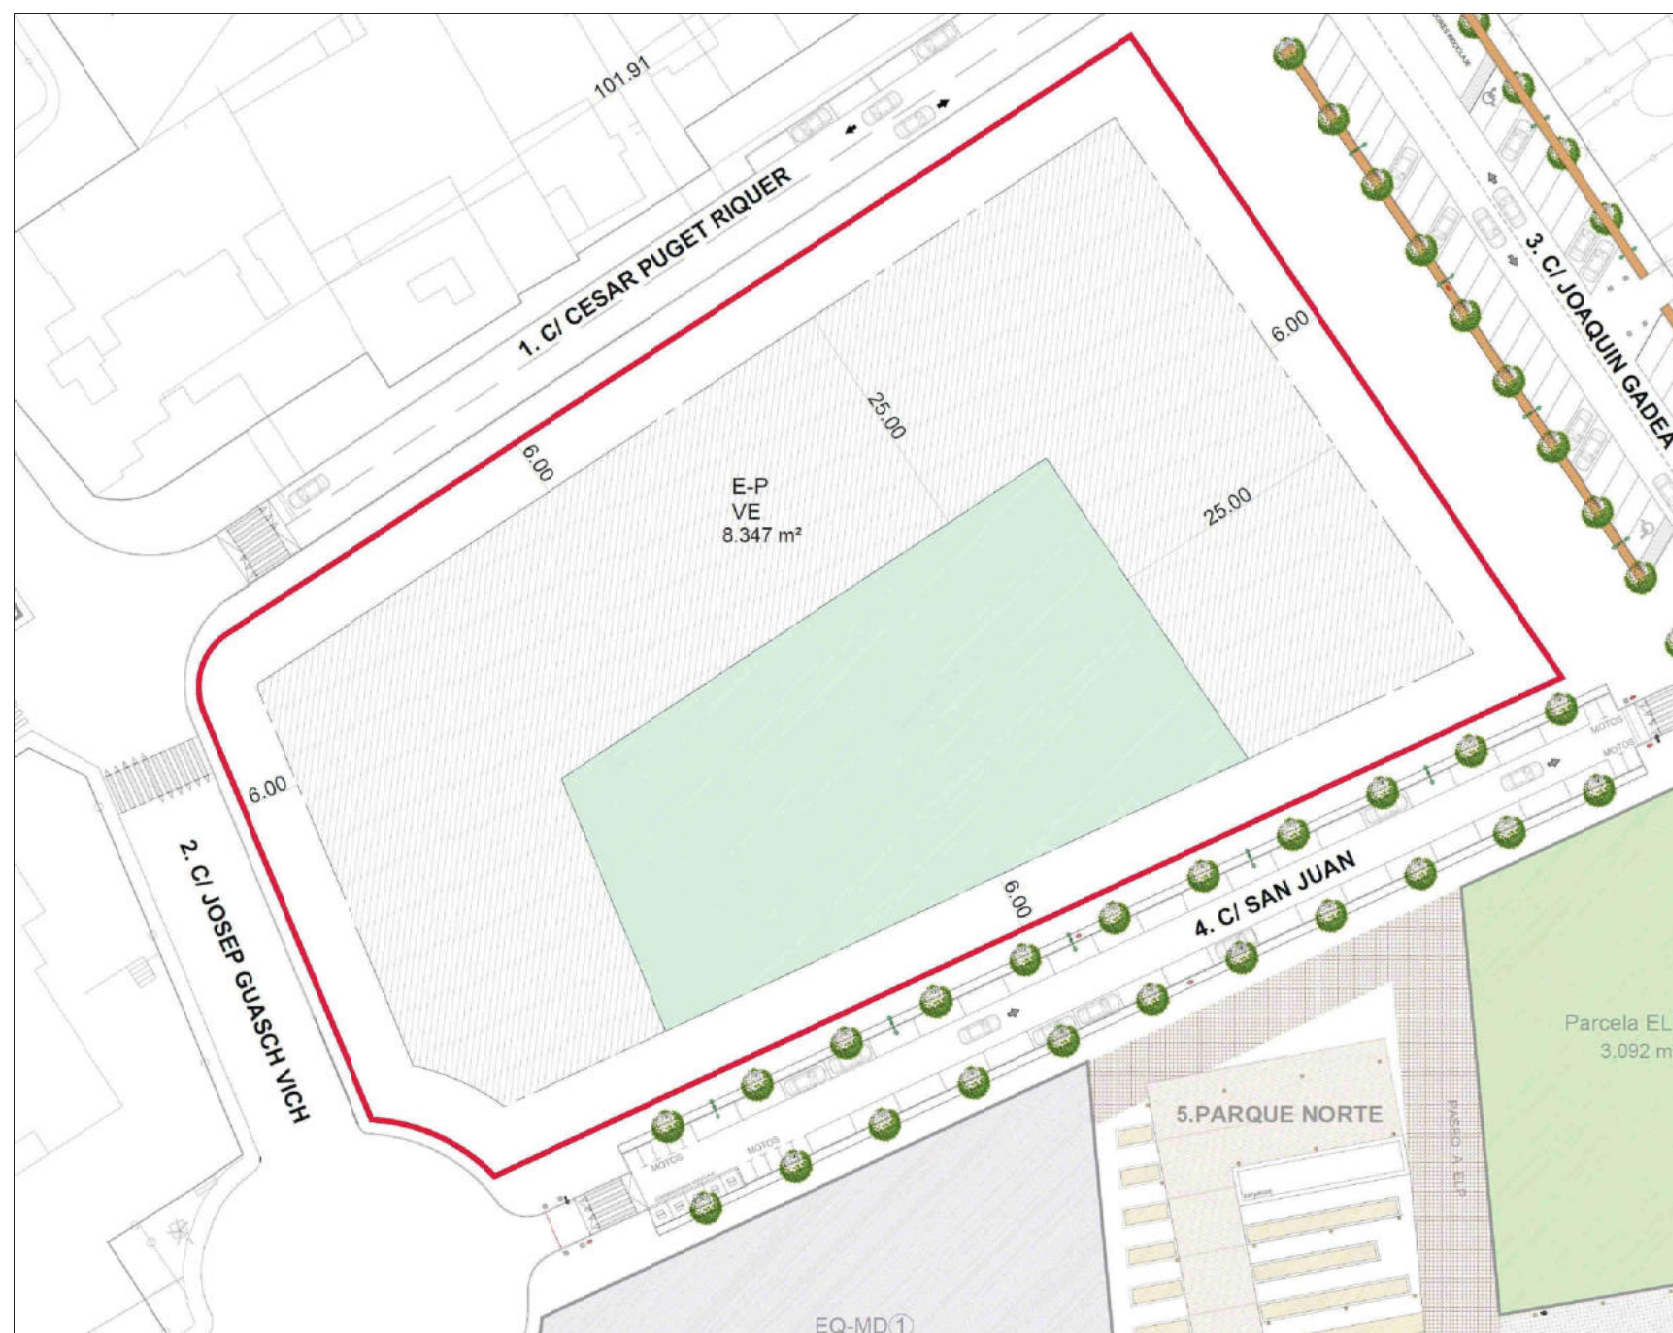 101.91
1. C/ CESAR PUGET RIQUER
3. C/ JOAQUIN GADEA
6.00
6.00
25.00
25.00
E-P
VE
8.347 m²
6.00
2. C/ JOSEP GUASCH VICH
6.00
4. C/ SAN JUAN
MOTOS
MOTOS
MOTOS
MOTOS
Parcela EL
3.092 m
5.PARQUE NORTE
PASEO A ELP
EQ-MD①